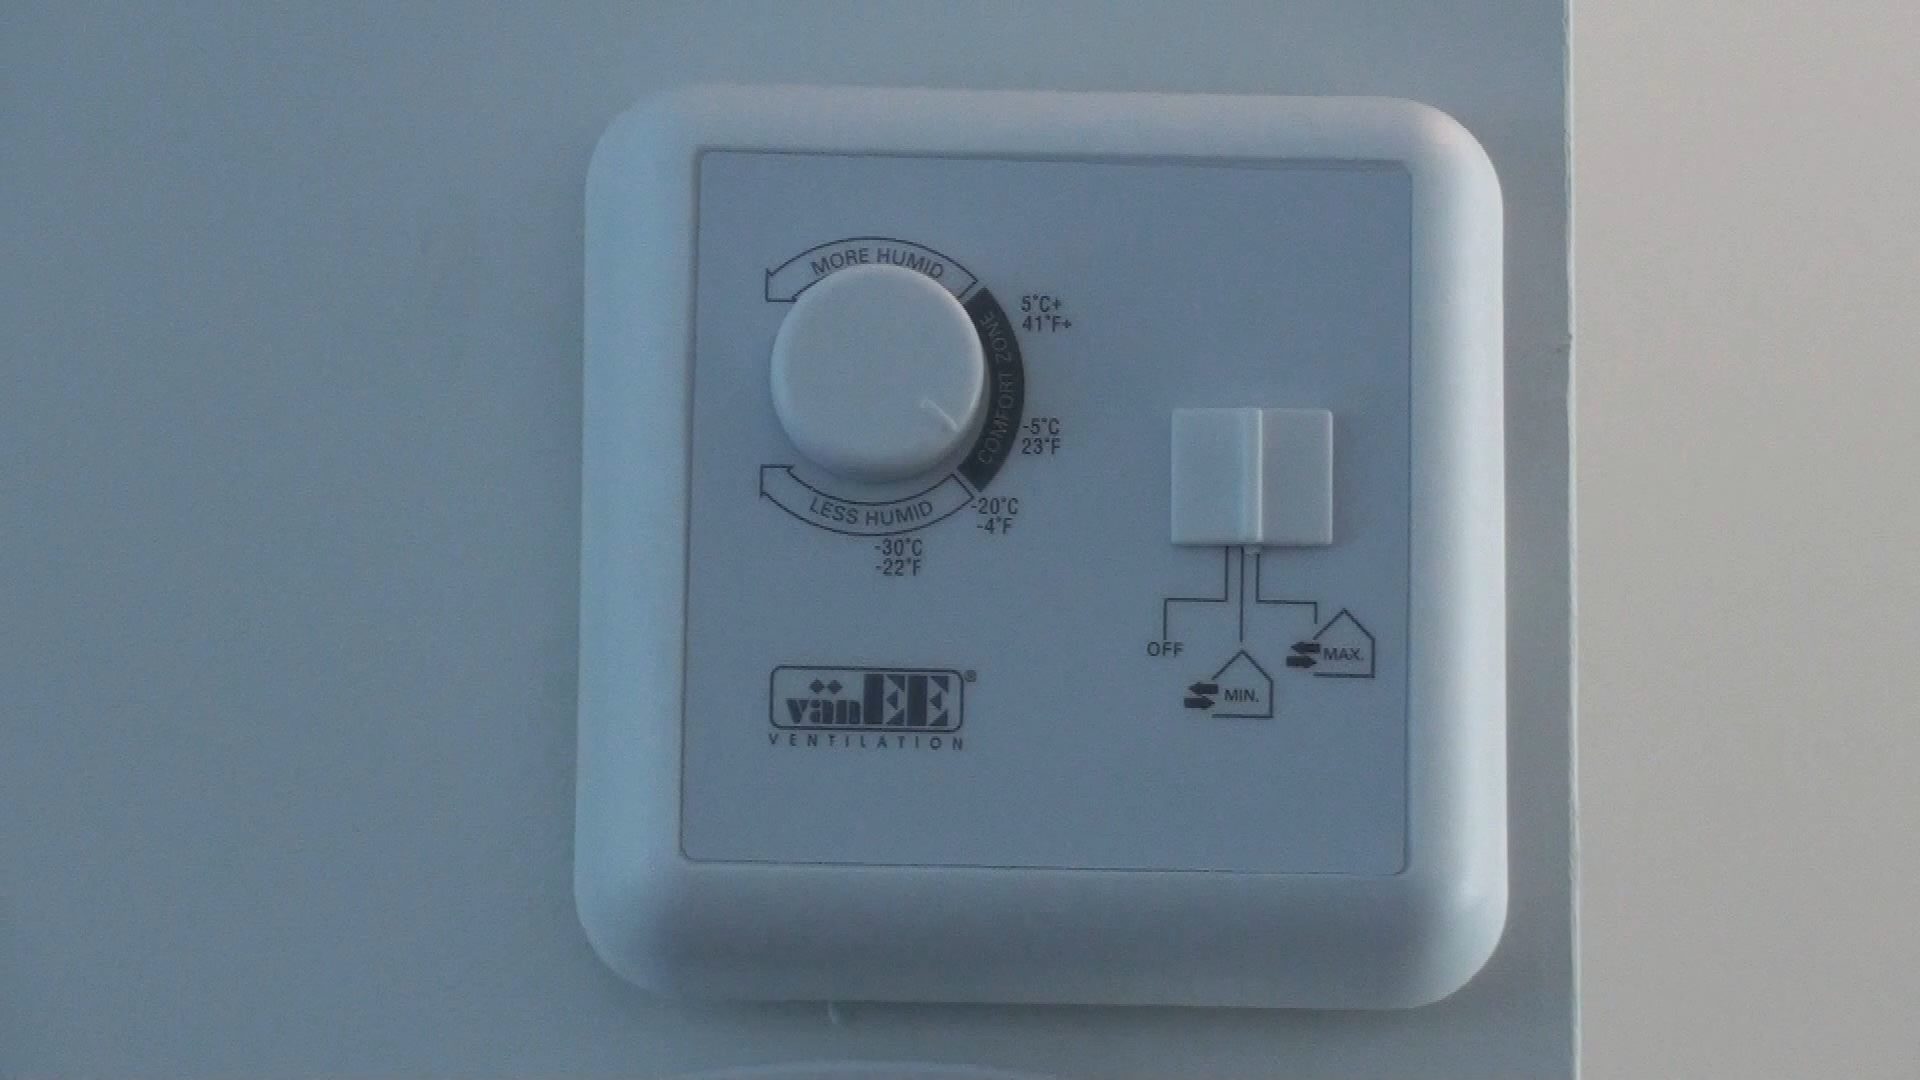 MORE HUMID
5°C+
41°F+
COMFORT ZONE
-5°C
23°F
-20°C
-4°F
LESS HUMID
-30°C
-22°F
OFF
MIN.
MAX.
vänEE®
VENTILATION